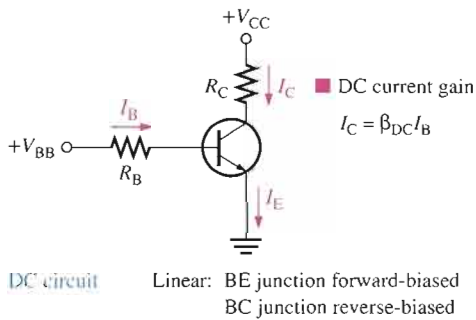 +V_CC
R_C
I_C
■ DC current gain
I_C = β_DC I_B
I_B
+V_BB
R_B
I_E
DC circuit
Linear: BE junction forward-biased
BC junction reverse-biased